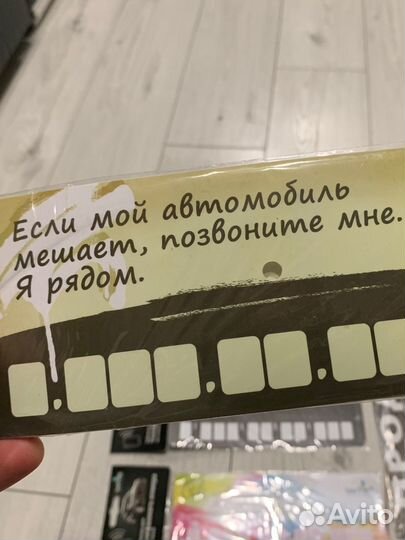 Если мой автомобиль
мешает, позвоните мне.
Я рядом.
Avito